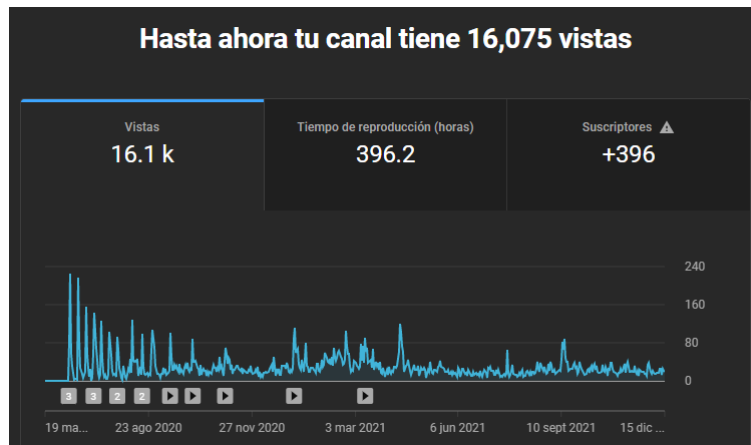 Hasta ahora tu canal tiene 16,075 vistas
Vistas
16.1 k
Tiempo de reproducción (horas)
396.2
Suscriptores
+396
240
160
80
0
3 3 2 2
19 ma... 23 ago 2020 27 nov 2020 3 mar 2021 6 jun 2021 10 sept 2021 15 dic ...